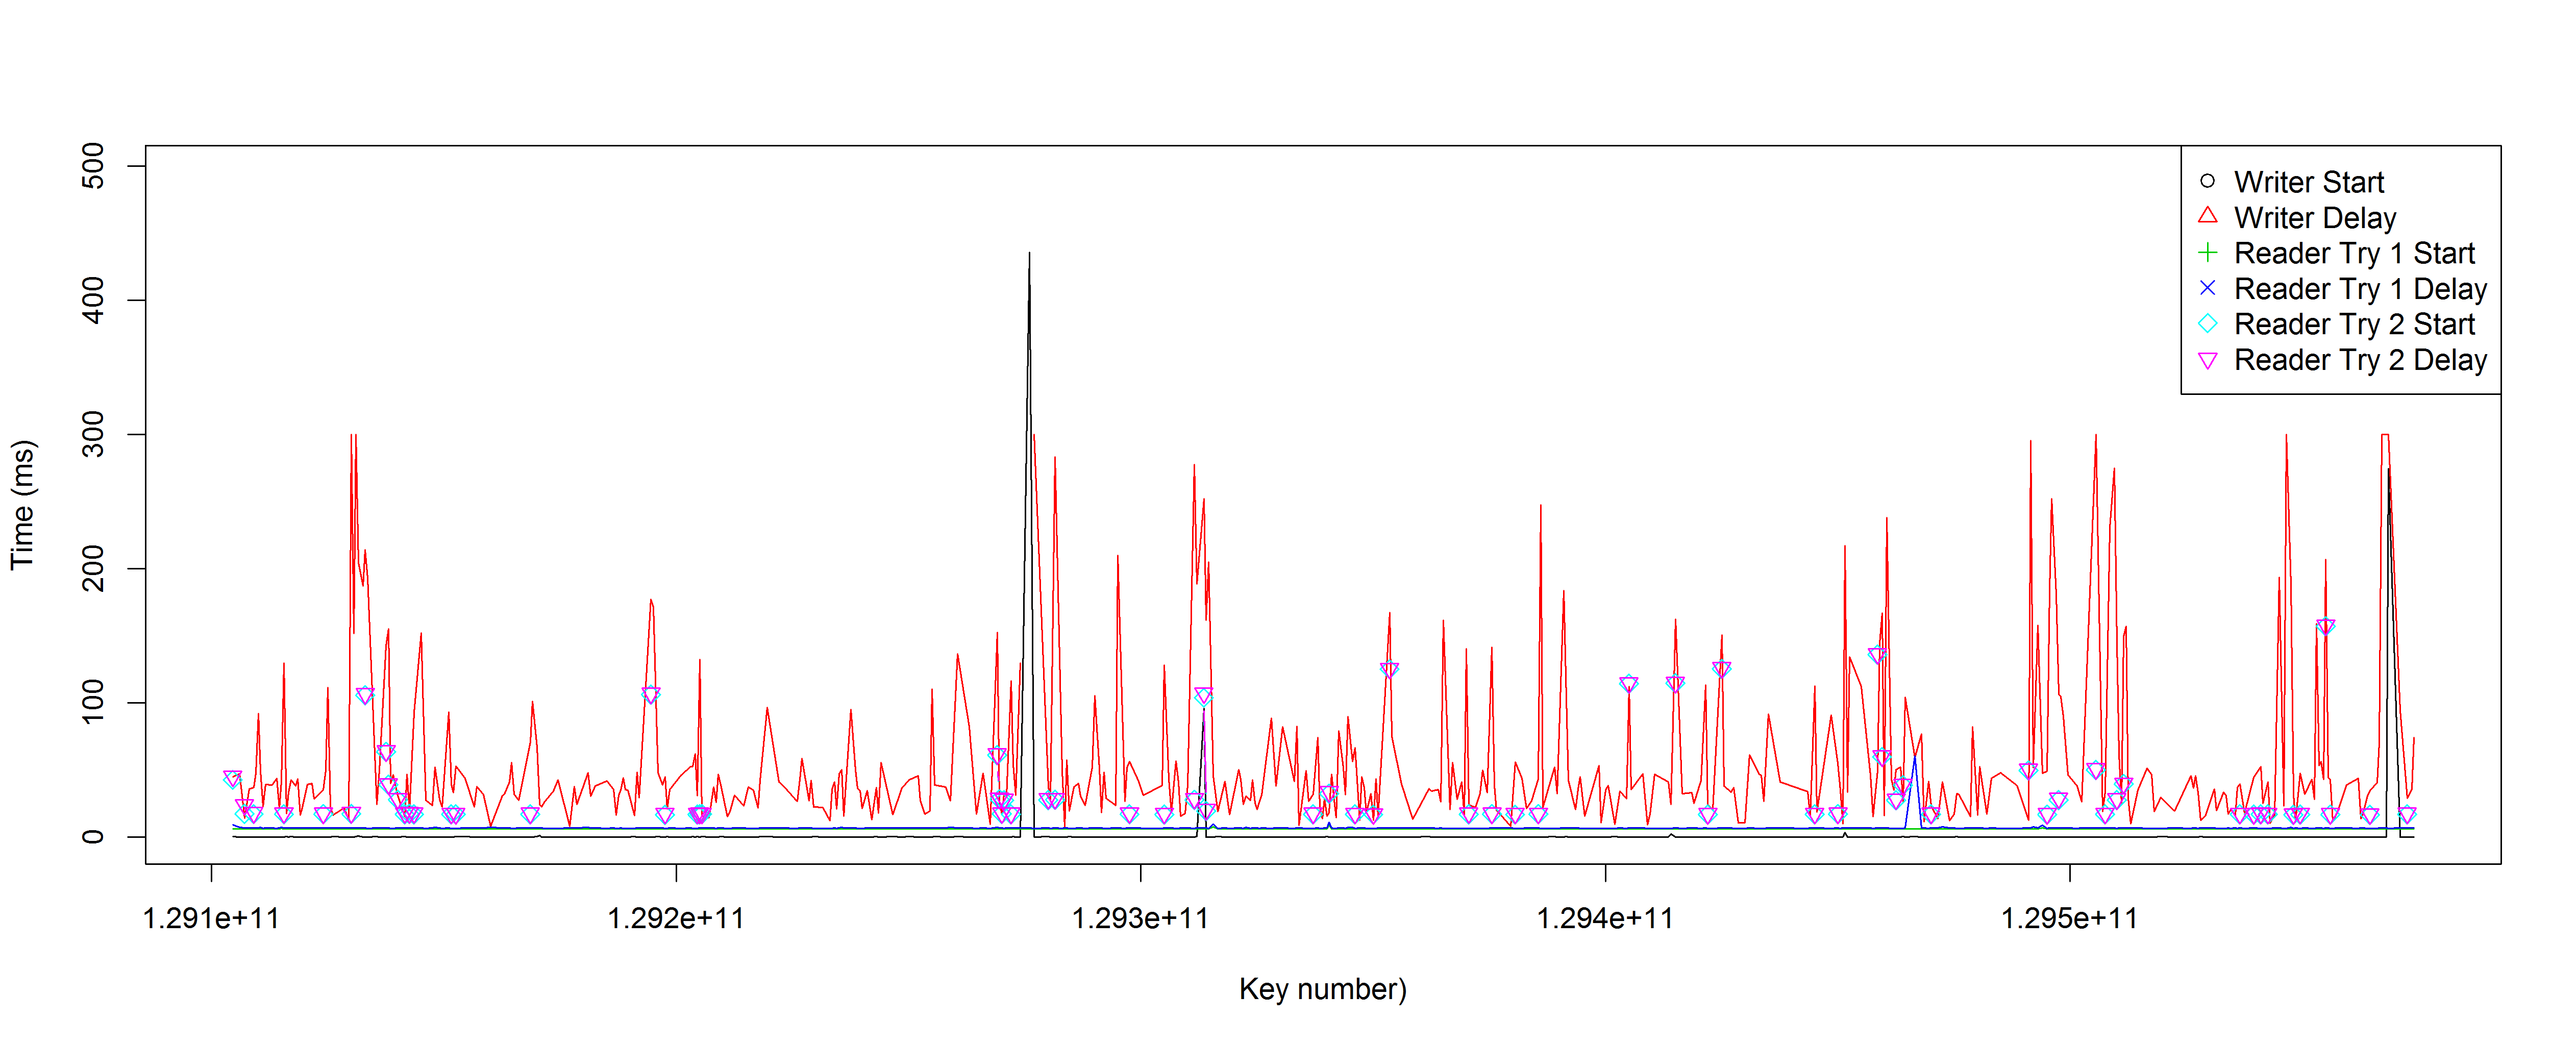 Writer Start
Writer Delay
Reader Try 1 Start
Reader Try 1 Delay
Reader Try 2 Start
Reader Try 2 Delay
500
400
300
200
100
0
Time (ms)
1.291e+11 1.292e+11 1.293e+11 1.294e+11 1.295e+11
Key number)